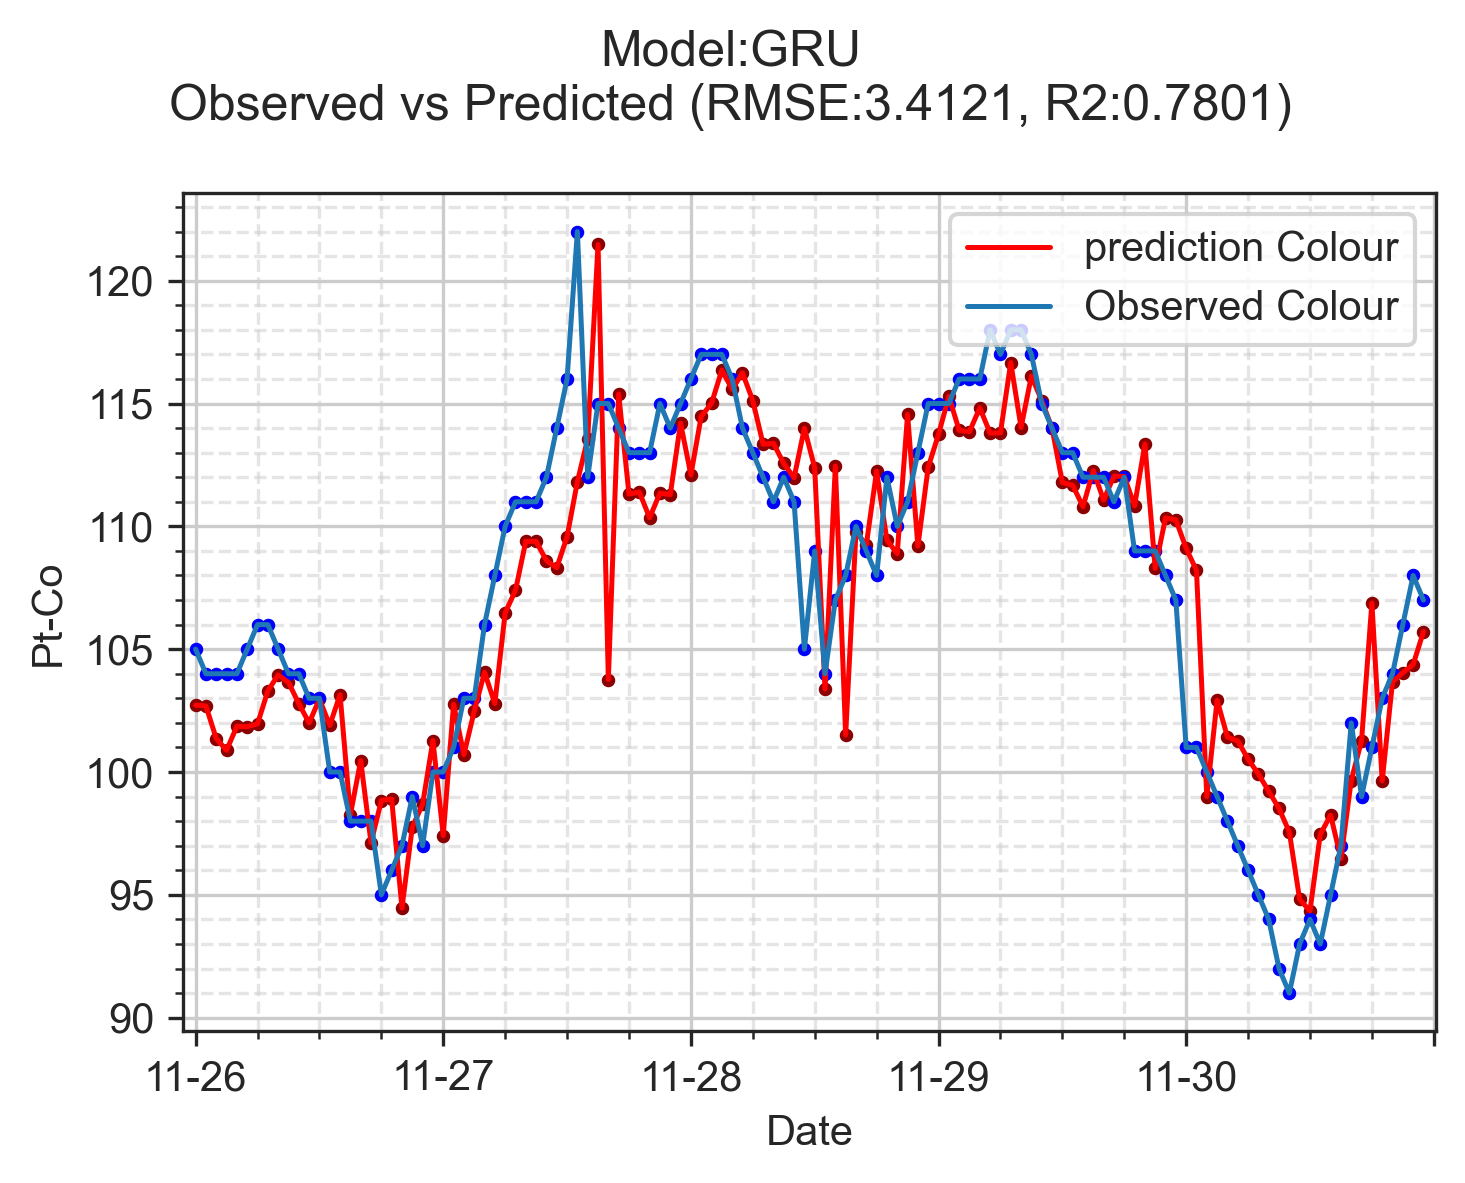 Model:GRU
Observed vs Predicted (RMSE:3.4121, R2:0.7801)
prediction Colour
Observed Colour
120
115
110
105
100
95
90
Pt-Co
11-26
11-27
11-28
11-29
11-30
Date